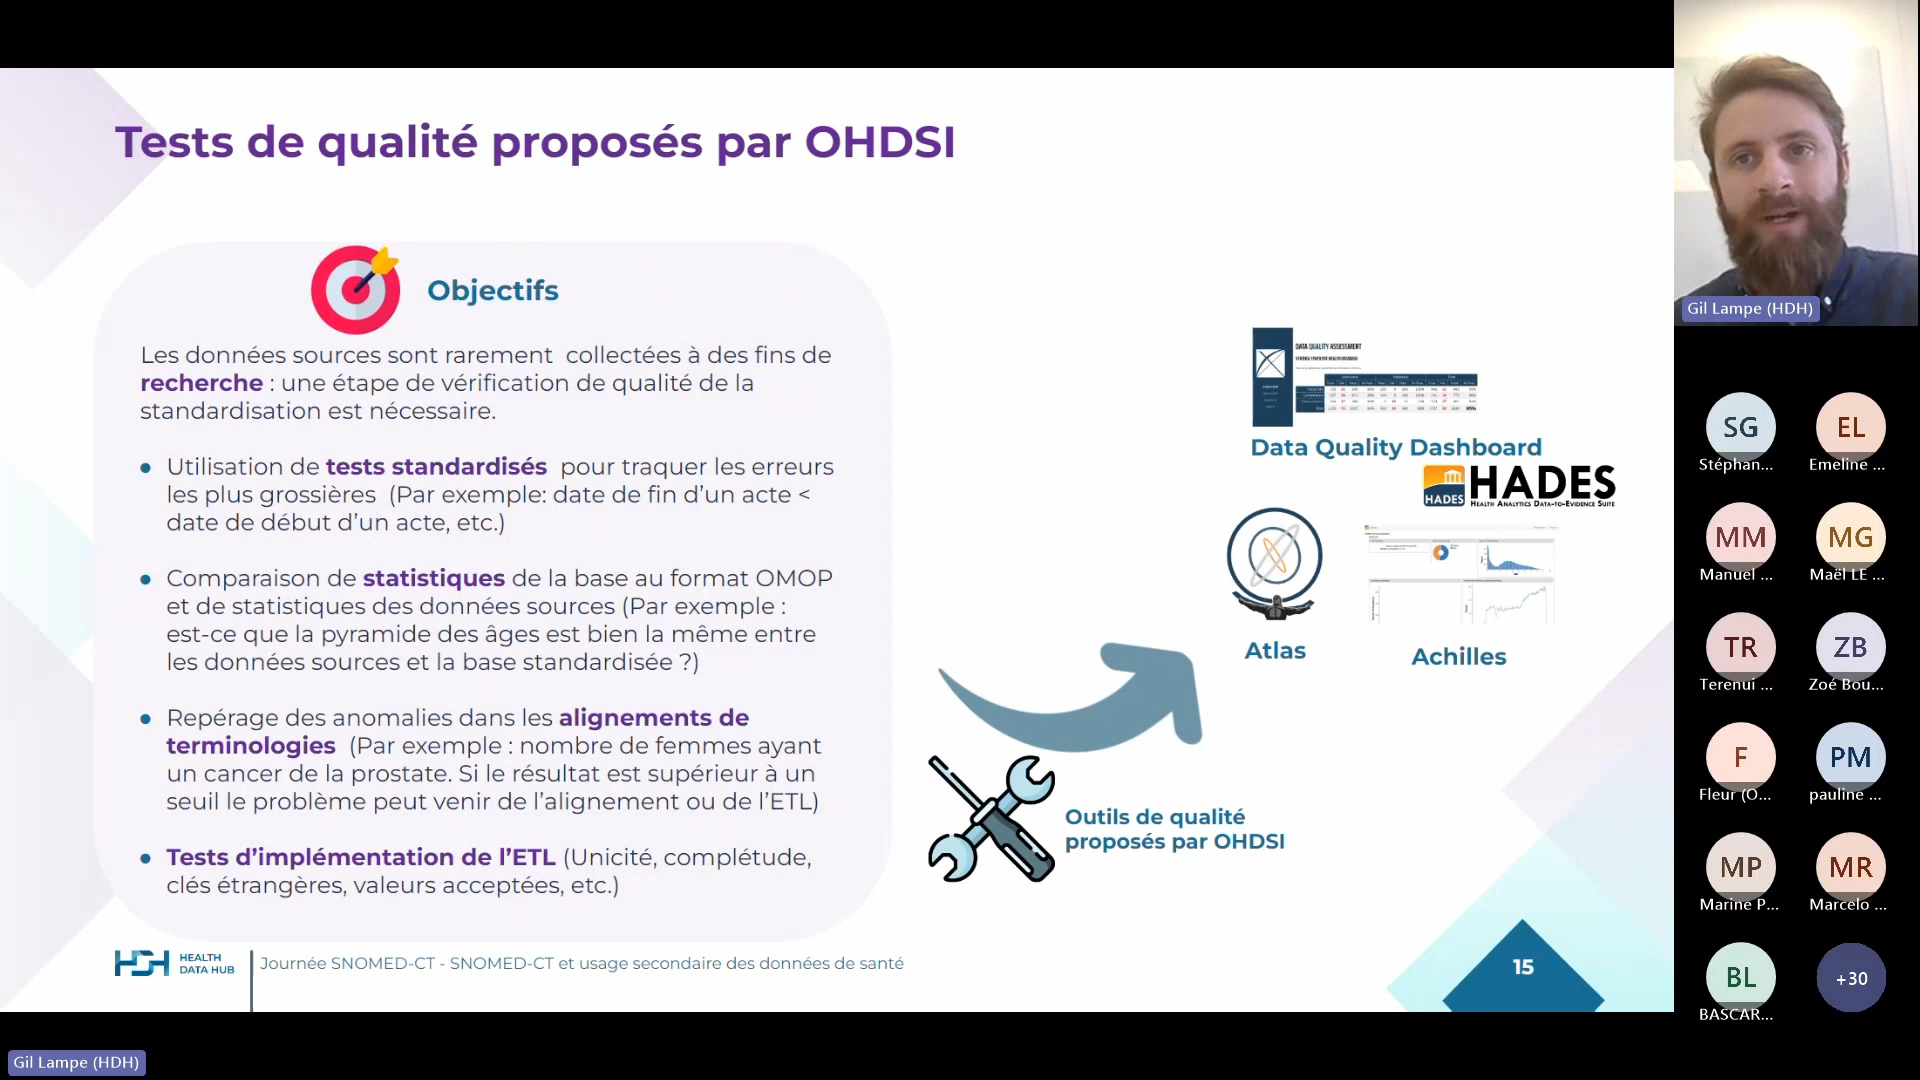 Tests de qualité proposés par OHDSI
Objectifs
Les données sources sont rarement collectées à des fins de
recherche : une étape de vérification de qualité de la
standardisation est nécessaire.
● Utilisation de tests standardisés pour traquer les erreurs
les plus grossières (Par exemple: date de fin d’un acte <
date de début d’un acte, etc.)
● Comparaison de statistiques de la base au format OMOP
et de statistiques des données sources (Par exemple :
est-ce que la pyramide des âges est bien la même entre
les données sources et la base standardisée ?)
● Repérage des anomalies dans les alignements de
terminologies (Par exemple : nombre de femmes ayant
un cancer de la prostate. Si le résultat est supérieur à un
seuil le problème peut venir de l’alignement ou de l’ETL)
● Tests d’implémentation de l’ETL (Unicité, complétude,
clés étrangères, valeurs acceptées, etc.)
DATA QUALITY ASSESSMENT
Data Quality Dashboard
HADES
HADES
Health Analytics Data-to-Evidence Suite
Atlas
Achilles
Outils de qualité
proposés par OHDSI
HDH
HEALTH
DATA HUB
Journée SNOMED-CT - SNOMED-CT et usage secondaire des données de santé
15
Gil Lampe (HDH)
SG
Stéphan...
EL
Emeline ...
MM
Manuel ...
MG
Maël LE ...
TR
Terenui ...
ZB
Zoé Bou...
F
Fleur (O...
PM
pauline ...
MP
Marine P...
MR
Marcelo ...
BL
BASCAR...
+30
Gil Lampe (HDH)